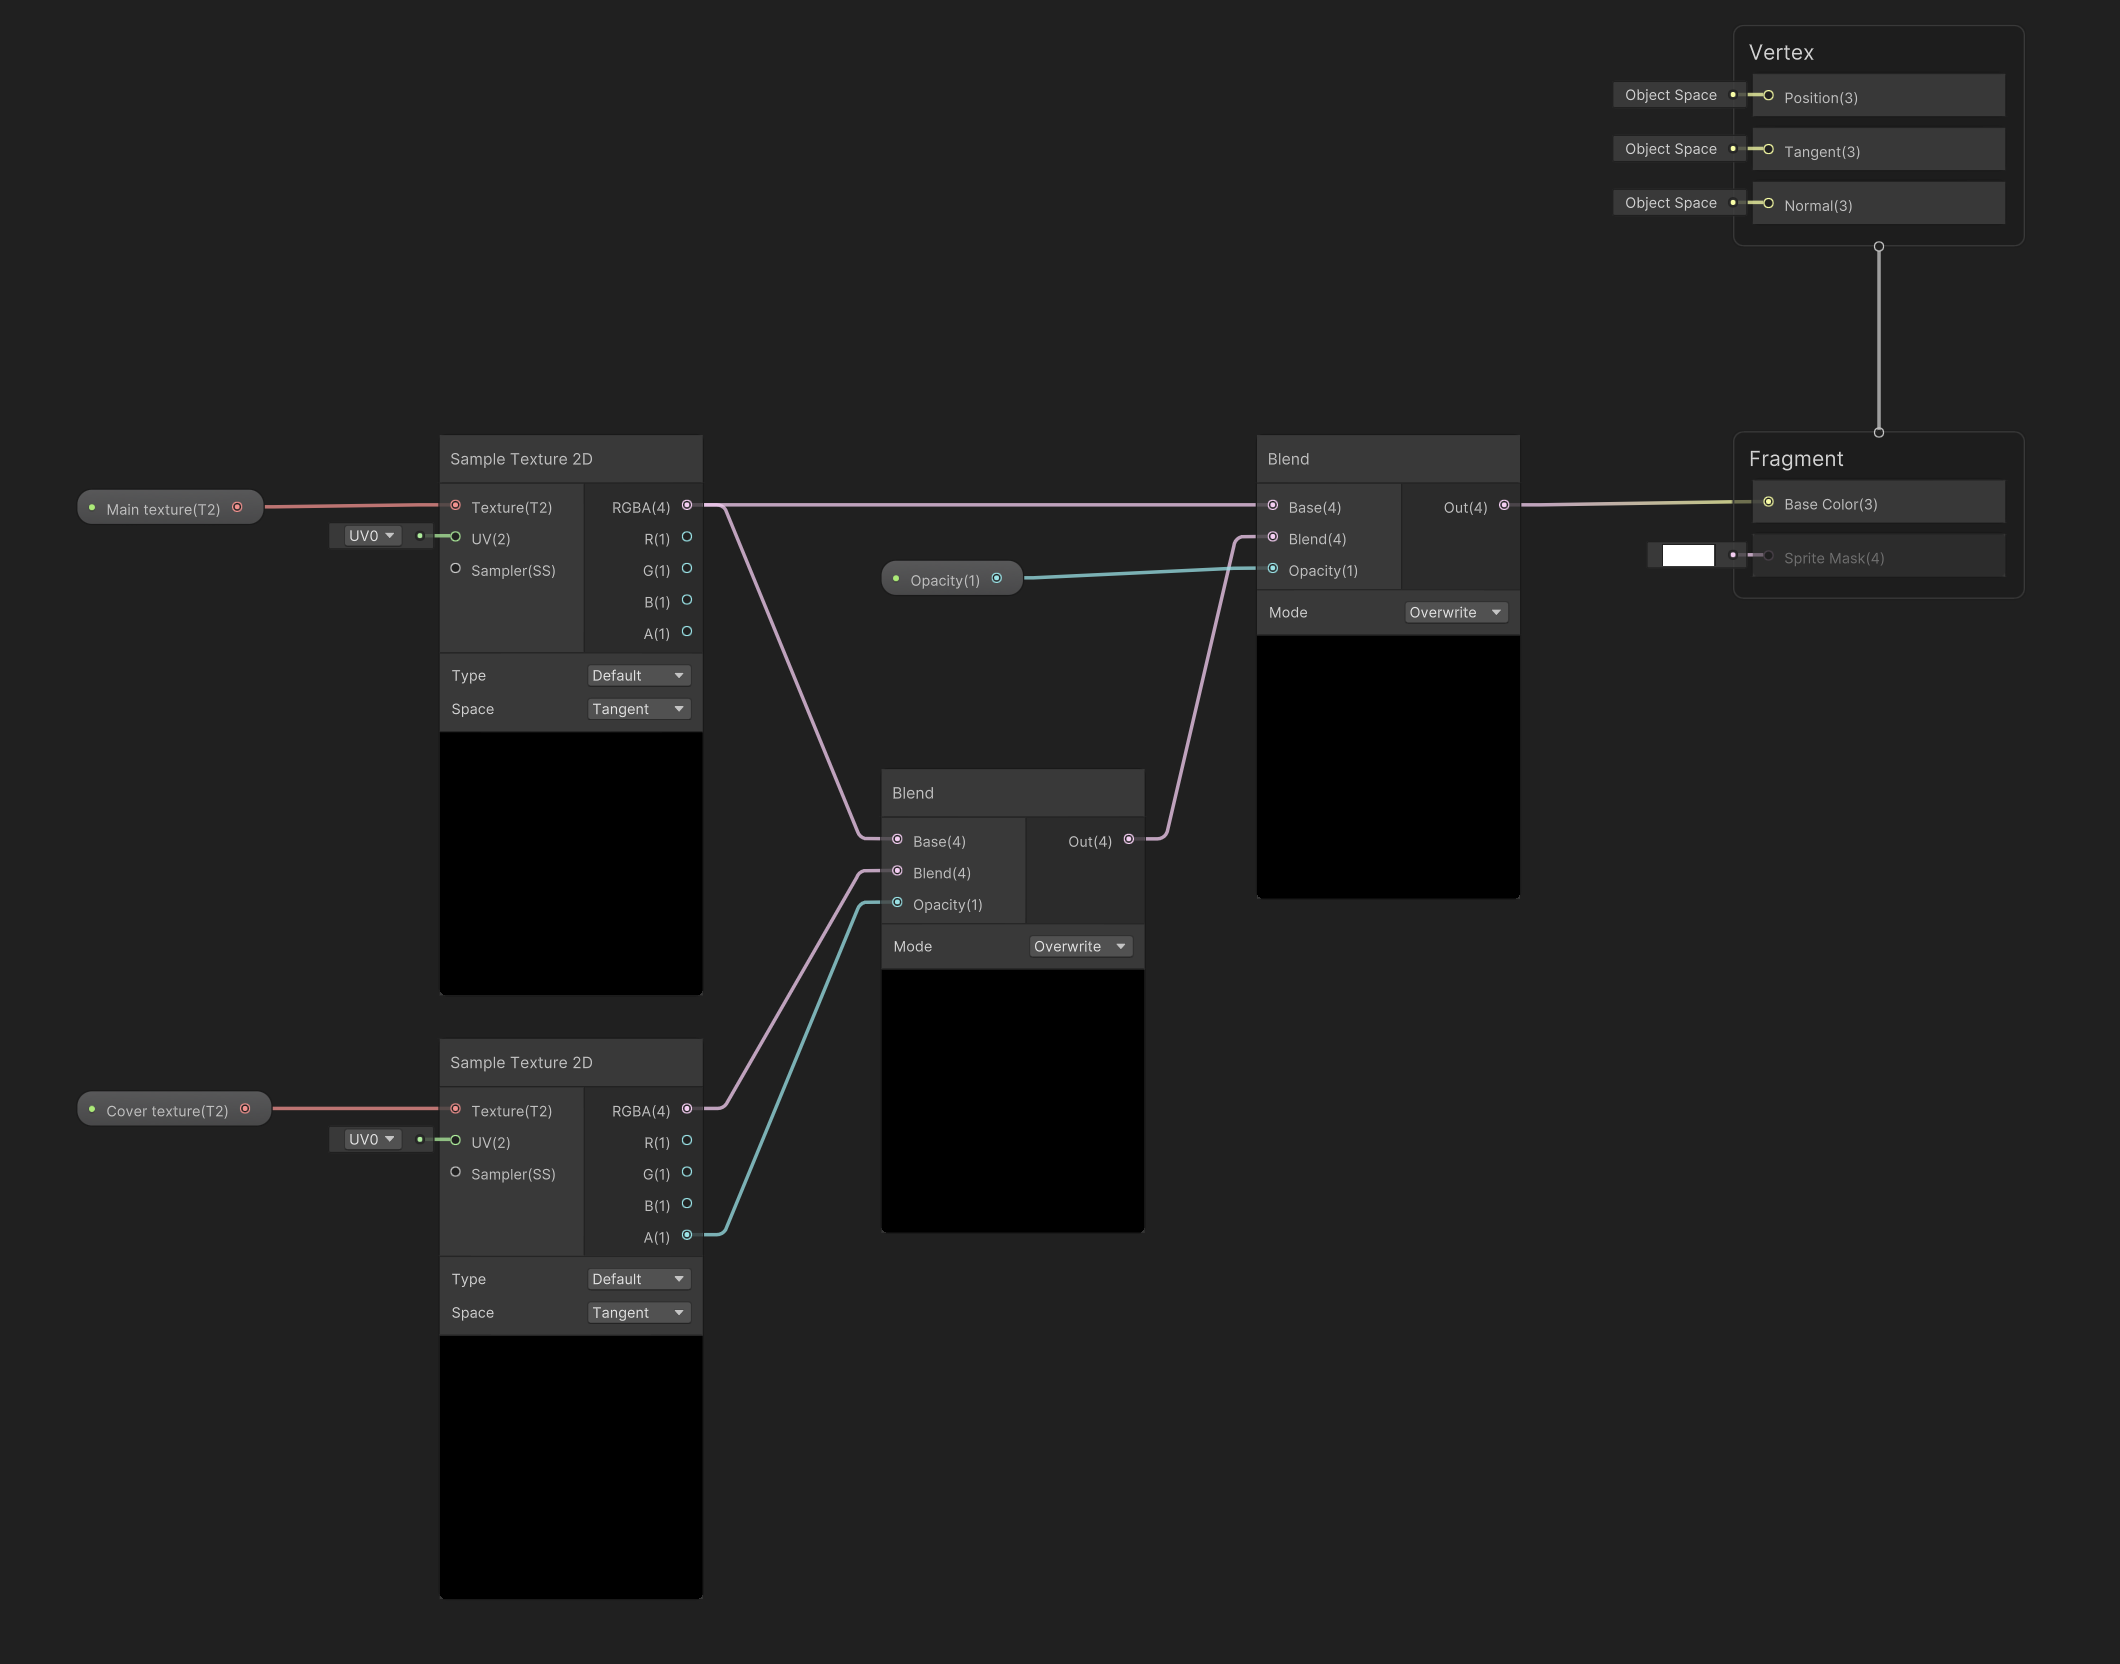 Vertex
Object Space
Position(3)
Object Space
Tangent(3)
Object Space
Normal(3)
Sample Texture 2D
Main texture(T2)
Texture(T2)
RGBA(4)
UV0
UV(2)
R(1)
Sampler(SS)
G(1)
B(1)
A(1)
Type
Default
Space
Tangent
Opacity(1)
Blend
Base(4)
Out(4)
Blend(4)
Opacity(1)
Mode
Overwrite
Fragment
Base Color(3)
Sprite Mask(4)
Blend
Base(4)
Out(4)
Blend(4)
Opacity(1)
Mode
Overwrite
Sample Texture 2D
Cover texture(T2)
Texture(T2)
RGBA(4)
UV0
UV(2)
R(1)
Sampler(SS)
G(1)
B(1)
A(1)
Type
Default
Space
Tangent